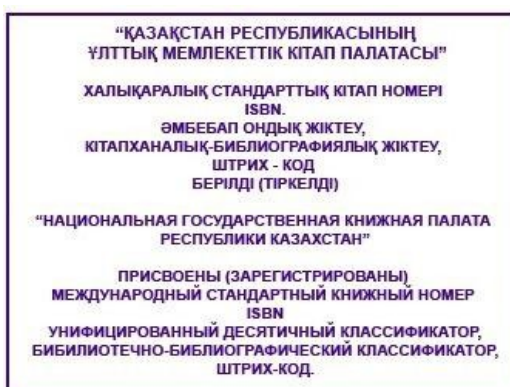 “ҚАЗАҚСТАН РЕСПУБЛИКАСЫНЫҢ
ҰЛТТЫҚ МЕМЛЕКЕТТІК КІТАП ПАЛАТАСЫ”
ХАЛЫҚАРАЛЫҚ СТАНДАРТТЫҚ КІТАП НОМЕРІ
ISBN.
ӘМБЕБАП ОНДЫҚ ЖІКТЕУ,
КІТАПХАНАЛЫҚ-БИБЛИОГРАФИЯЛЫҚ ЖІКТЕУ,
ШТРИХ - КОД
БЕРІЛДІ (ТІРКЕЛДІ)
“НАЦИОНАЛЬНАЯ ГОСУДАРСТВЕННАЯ КНИЖНАЯ ПАЛАТА
РЕСПУБЛИКИ КАЗАХСТАН”
ПРИСВОЕНЫ (ЗАРЕГИСТРИРОВАНЫ)
МЕЖДУНАРОДНЫЙ СТАНДАРТНЫЙ КНИЖНЫЙ НОМЕР
ISBN
УНИФИЦИРОВАННЫЙ ДЕСЯТИЧНЫЙ КЛАССИФИКАТОР,
БИБИЛИОТЕЧНО-БИБЛИОГРАФИЧЕСКИЙ КЛАССИФИКАТОР,
ШТРИХ-КОД.